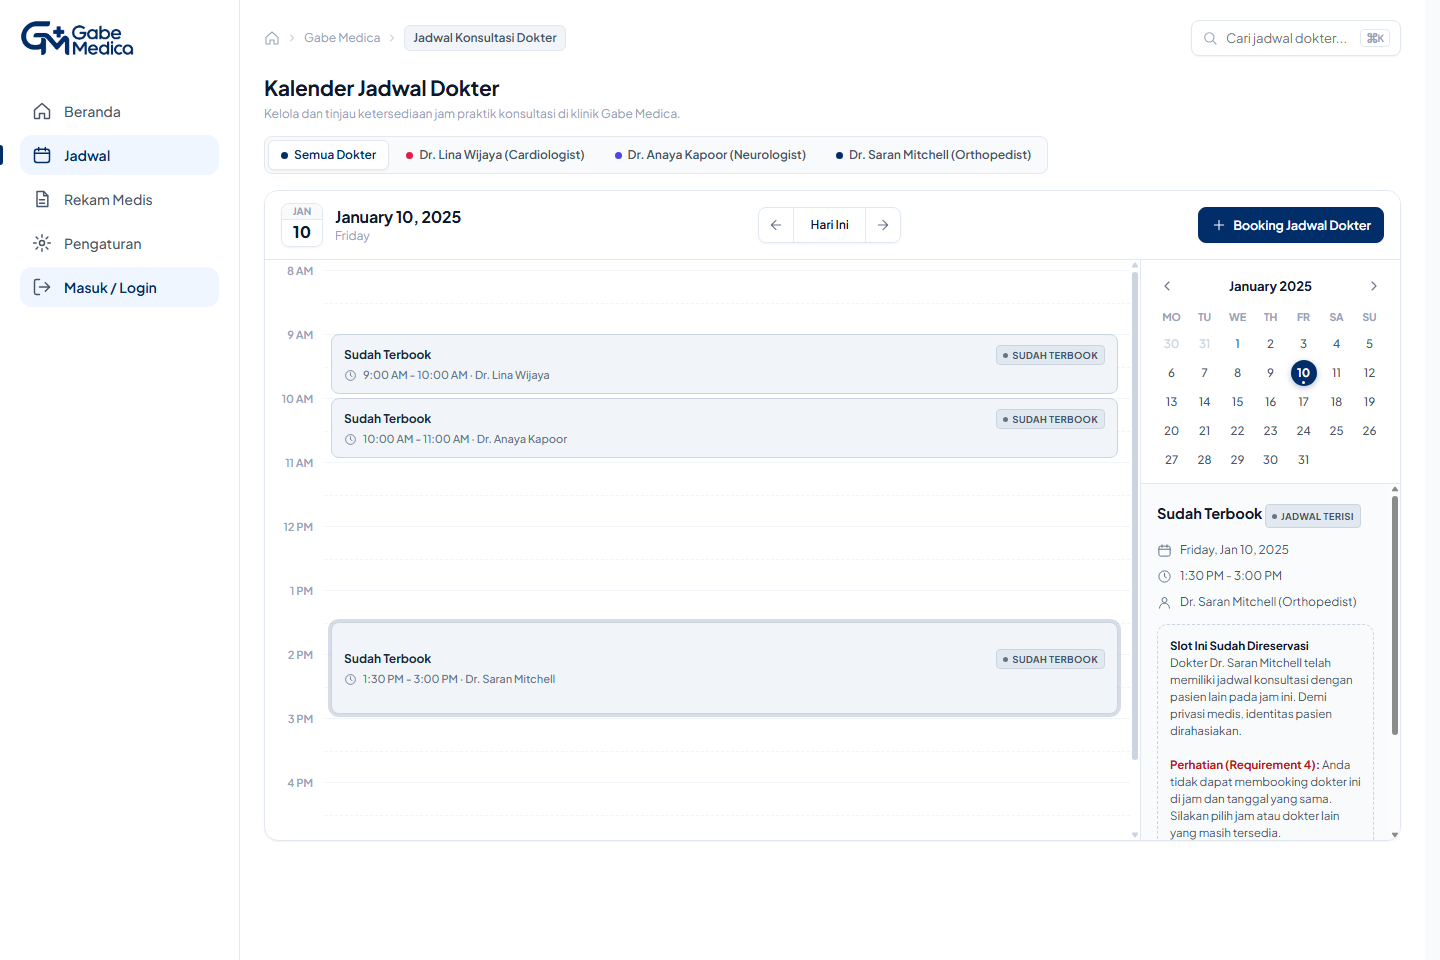 Gabe
Medica
Beranda
Jadwal
Rekam Medis
Pengaturan
Masuk / Login
Gabe Medica
Jadwal Konsultasi Dokter
Cari jadwal dokter...
⌘K
Kalender Jadwal Dokter
Kelola dan tinjau ketersediaan jam praktik konsultasi di klinik Gabe Medica.
Semua Dokter
Dr. Lina Wijaya (Cardiologist)
Dr. Anaya Kapoor (Neurologist)
Dr. Saran Mitchell (Orthopedist)
JAN
10
January 10, 2025
Friday
Hari Ini
+ Booking Jadwal Dokter
8 AM
9 AM
Sudah Terbook
SUDAH TERBOOK
9:00 AM - 10:00 AM · Dr. Lina Wijaya
10 AM
Sudah Terbook
SUDAH TERBOOK
10:00 AM - 11:00 AM · Dr. Anaya Kapoor
11 AM
12 PM
1 PM
2 PM
Sudah Terbook
SUDAH TERBOOK
1:30 PM - 3:00 PM · Dr. Saran Mitchell
3 PM
4 PM
January 2025
MO TU WE TH FR SA SU
30 31 1 2 3 4 5
6 7 8 9 10 11 12
13 14 15 16 17 18 19
20 21 22 23 24 25 26
27 28 29 30 31
Sudah Terbook
JADWAL TERISI
Friday, Jan 10, 2025
1:30 PM - 3:00 PM
Dr. Saran Mitchell (Orthopedist)
Slot Ini Sudah Direservasi
Dokter Dr. Saran Mitchell telah
memiliki jadwal konsultasi dengan
pasien lain pada jam ini. Demi
privasi medis, identitas pasien
dirahasiakan.
Perhatian (Requirement 4): Anda
tidak dapat membooking dokter ini
di jam dan tanggal yang sama.
Silakan pilih jam atau dokter lain
yang masih tersedia.